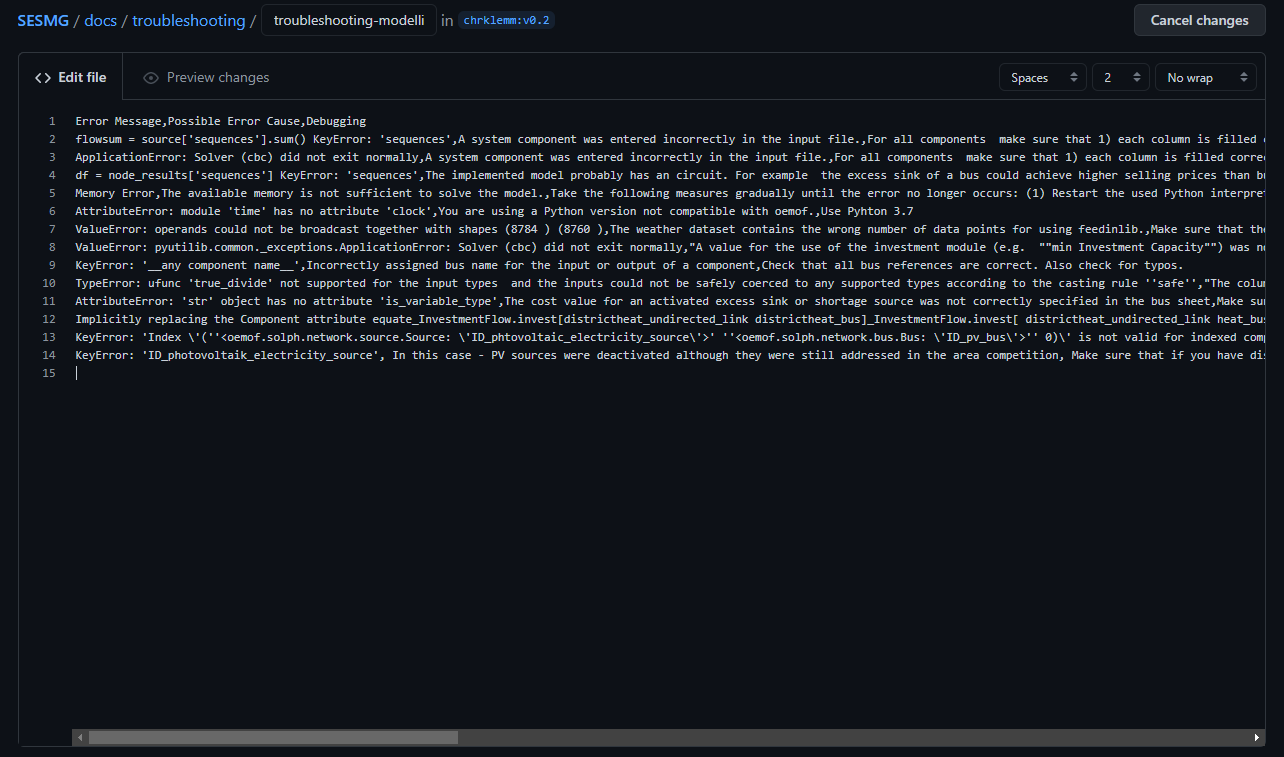 SESMG / docs / troubleshooting / troubleshooting-modelli in chrklemm:v0.2 Cancel changes
Edit file Preview changes Spaces 2 No wrap
1 Error Message,Possible Error Cause,Debugging
2 flowsum = source['sequences'].sum() KeyError: 'sequences',A system component was entered incorrectly in the input file.,For all components  make sure that 1) each column is filled
3 ApplicationError: Solver (cbc) did not exit normally,A system component was entered incorrectly in the input file.,For all components  make sure that 1) each column is filled corre
4 df = node_results['sequences'] KeyError: 'sequences',The implemented model probably has an circuit. For example  the excess sink of a bus could achieve higher selling prices than b
5 Memory Error,The available memory is not sufficient to solve the model.,Take the following measures gradually until the error no longer occurs: (1) Restart the used Python interpre
6 AttributeError: module 'time' has no attribute 'clock',You are using a Python version not compatible with oemof.,Use Pyhton 3.7
7 ValueError: operands could not be broadcast together with shapes (8784 ) (8760 ),The weather dataset contains the wrong number of data points for using feedinlib.,Make sure that the
8 ValueError: pyutilib.common._exceptions.ApplicationError: Solver (cbc) did not exit normally,"A value for the use of the investment module (e.g.  ""min Investment Capacity"") was no
9 KeyError: '__any component name__',Incorrectly assigned bus name for the input or output of a component,Check that all bus references are correct. Also check for typos.
10 TypeError: ufunc 'true_divide' not supported for the input types  and the inputs could not be safely coerced to any supported types according to the casting rule ''safe'',"The colu
11 AttributeError: 'str' object has no attribute 'is_variable_type',The cost value for an activated excess sink or shortage source was not correctly specified in the bus sheet,Make su
12 Implicitly replacing the Component attribute equate_InvestmentFlow.invest[districtheat_undirected_link districtheat_bus]_InvestmentFlow.invest[ districtheat_undirected_link heat_bus
13 KeyError: 'Index \'(''<oemof.solph.network.source.Source: \'ID_phtovoltaic_electricity_source\'>' ''<oemof.solph.network.bus.Bus: \'ID_pv_bus\'>'' 0)\' is not valid for indexed com
14 KeyError: 'ID_photovoltaik_electricity_source', In this case - PV sources were deactivated although they were still addressed in the area competition, Make sure that if you have di
15